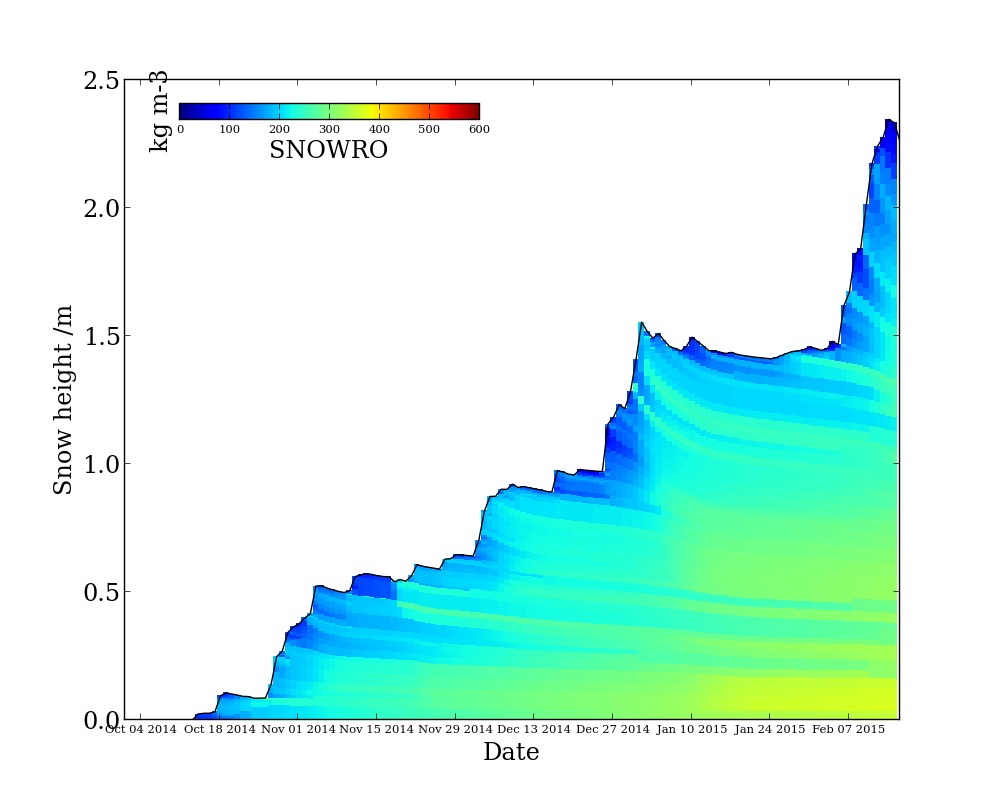 2.5
kg m-3
0 100 200 300 400 500 600
SNOWRO
2.0
1.5
Snow height /m
1.0
0.5
0.0
Oct 04 2014 Oct 18 2014 Nov 01 2014 Nov 15 2014 Nov 29 2014 Dec 13 2014 Dec 27 2014 Jan 10 2015 Jan 24 2015 Feb 07 2015
Date